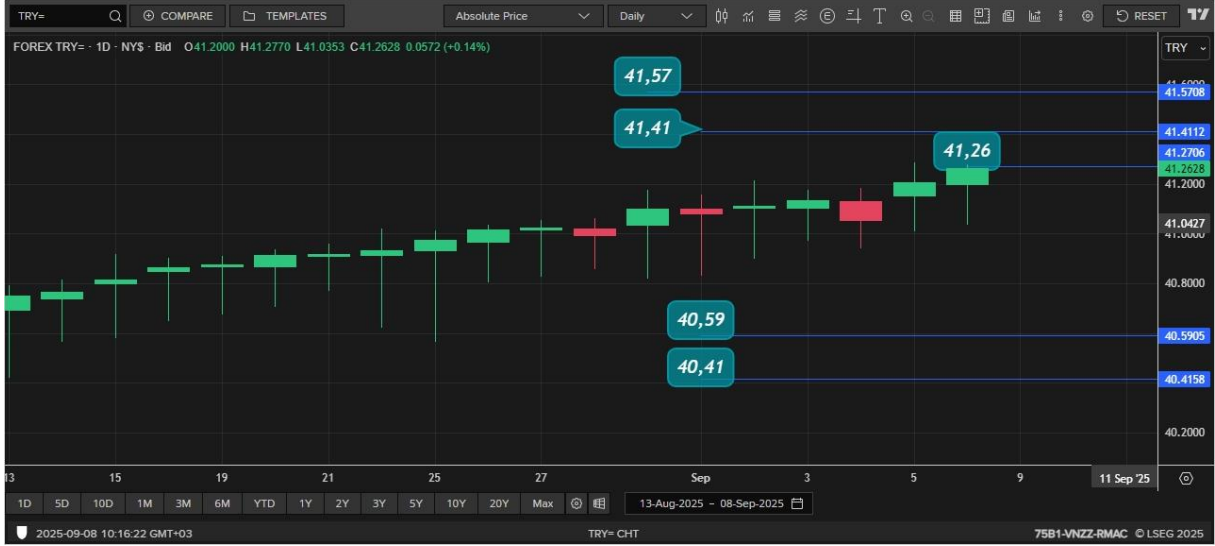 TRY= COMPARE TEMPLATES Absolute Price Daily RESET
FOREX TRY= · 1D · NY$ · Bid O41.2000 H41.2770 L41.0353 C41.2628 0.0572 (+0.14%)
TRY
41,57
41.5708
41,41
41.4112
41,26
41.2706
41.2628
41.2000
41.0427
41.0000
40.8000
40,59
40.5905
40,41
40.4158
40.2000
13 15 19 21 25 27 Sep 3 5 9 11 Sep '25
1D 5D 10D 1M 3M 6M YTD 1Y 2Y 3Y 5Y 10Y 20Y Max 13-Aug-2025 – 08-Sep-2025
2025-09-08 10:16:22 GMT+03 TRY= CHT 75B1-VNZZ-RMAC © LSEG 2025